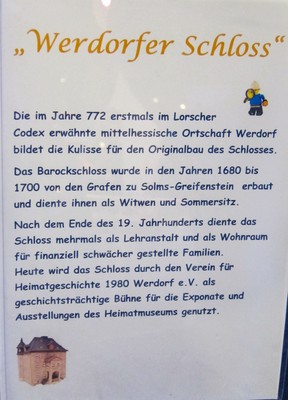 „Werdorfer Schloss“
Die im Jahre 772 erstmals im Lorscher
Codex erwähnte mittelhessische Ortschaft Werdorf
bildet die Kulisse für den Originalbau des Schlosses.
Das Barockschloss wurde in den Jahren 1680 bis
1700 von den Grafen zu Solms-Greifenstein erbaut
und diente ihnen als Witwen und Sommersitz.
Nach dem Ende des 19. Jahrhunderts diente das
Schloss mehrmals als Lehranstalt und als Wohnraum
für finanziell schwächer gestellte Familien.
Heute wird das Schloss durch den Verein für
Heimatgeschichte 1980 Werdorf e.V. als
geschichtsträchtige Bühne für die Exponate und
Ausstellungen des Heimatmuseums genutzt.